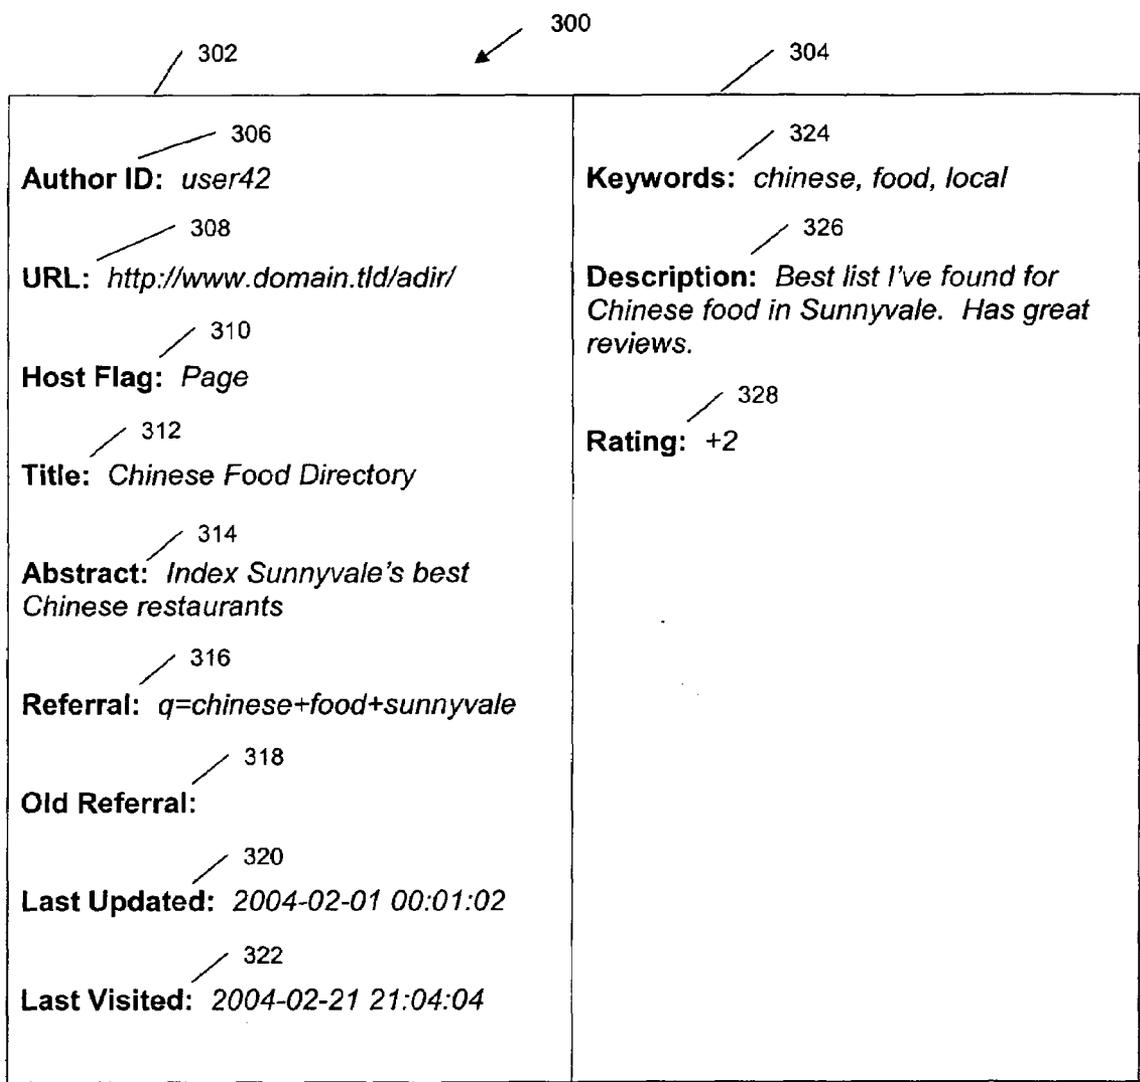 300
302
304
306
Author ID: user42
308
URL: http://www.domain.tld/adir/
310
Host Flag: Page
312
Title: Chinese Food Directory
314
Abstract: Index Sunnyvale's best
Chinese restaurants
316
Referral: q=chinese+food+sunnyvale
318
Old Referral:
320
Last Updated: 2004-02-01 00:01:02
322
Last Visited: 2004-02-21 21:04:04
324
Keywords: chinese, food, local
326
Description: Best list I've found for
Chinese food in Sunnyvale. Has great
reviews.
328
Rating: +2